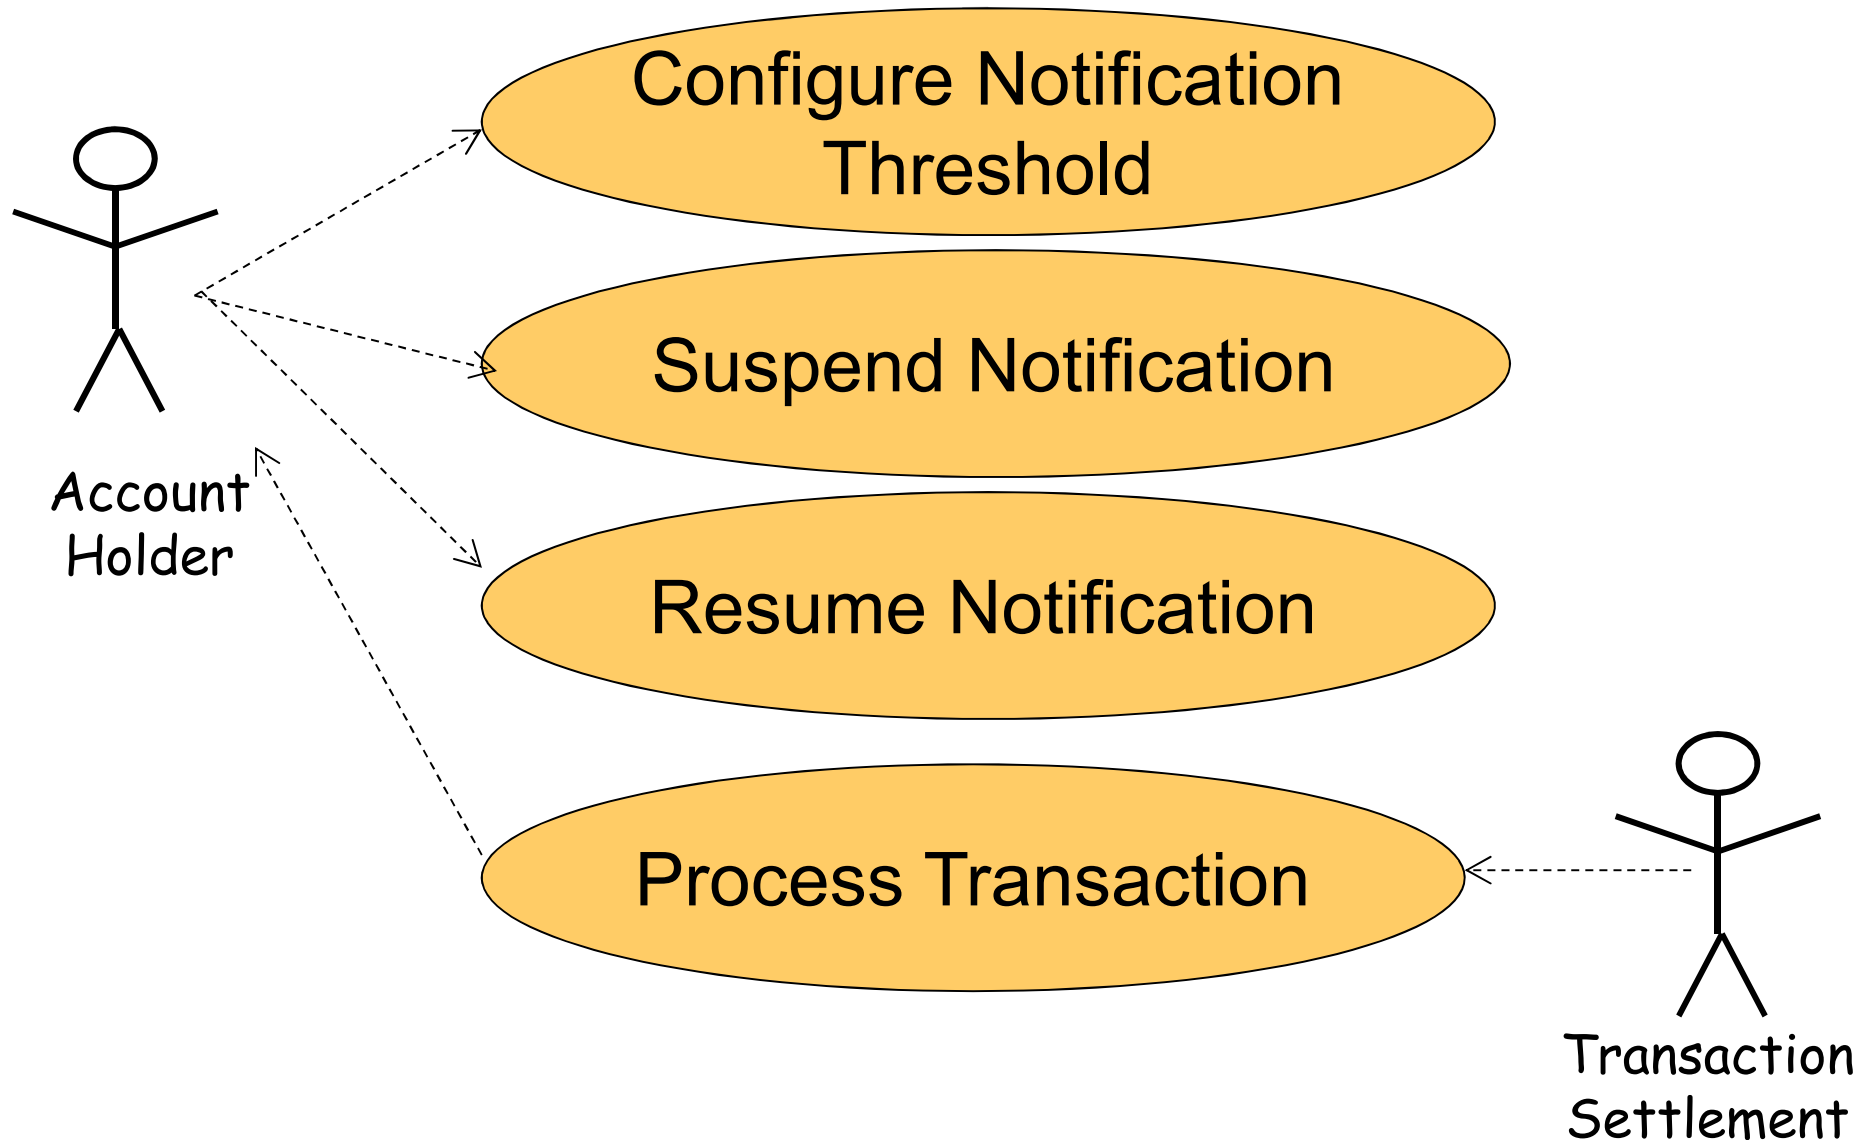 Configure Notification
Threshold
Suspend Notification
Account
Holder
Resume Notification
Process Transaction
Transaction
Settlement